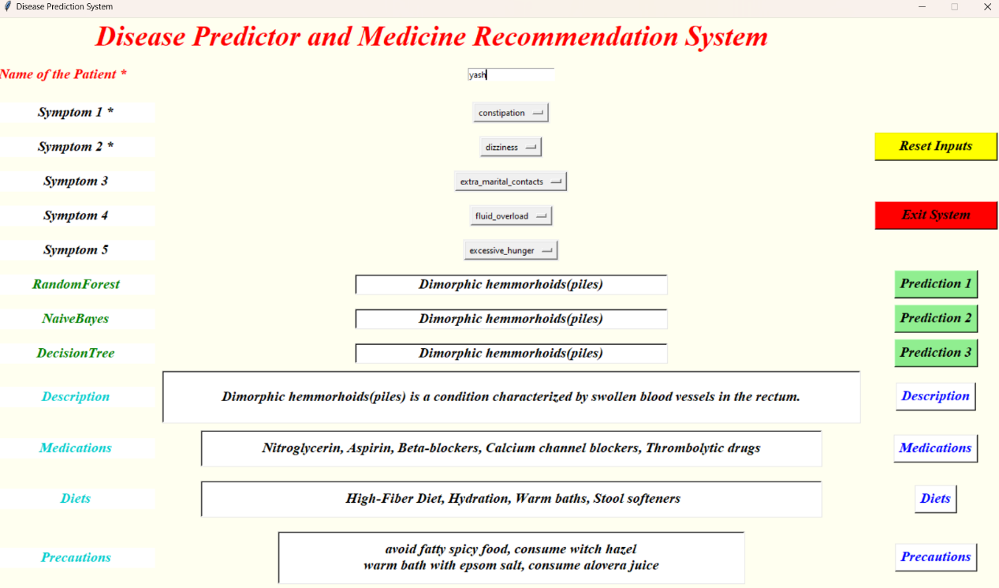 Disease Prediction System
Disease Predictor and Medicine Recommendation System
Name of the Patient * yash
Symptom 1 * constipation
Symptom 2 * dizziness Reset Inputs
Symptom 3 extra_marital_contacts
Symptom 4 fluid_overload Exit System
Symptom 5 excessive_hunger
RandomForest Dimorphic hemmorhoids(piles) Prediction 1
NaiveBayes Dimorphic hemmorhoids(piles) Prediction 2
DecisionTree Dimorphic hemmorhoids(piles) Prediction 3
Description Dimorphic hemmorhoids(piles) is a condition characterized by swollen blood vessels in the rectum. Description
Medications Nitroglycerin, Aspirin, Beta-blockers, Calcium channel blockers, Thrombolytic drugs Medications
Diets High-Fiber Diet, Hydration, Warm baths, Stool softeners Diets
Precautions avoid fatty spicy food, consume witch hazel Precautions
warm bath with epsom salt, consume alovera juice